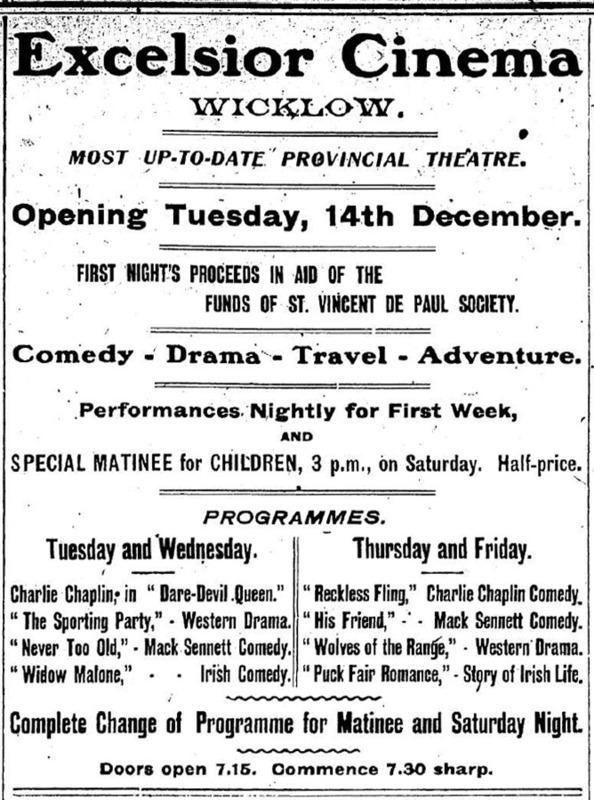 Excelsior Cinema
WICKLOW.
MOST UP-TO-DATE PROVINCIAL THEATRE.
Opening Tuesday, 14th December.
FIRST NIGHT'S PROCEEDS IN AID OF THE
FUNDS OF ST. VINCENT DE PAUL SOCIETY.
Comedy - Drama - Travel - Adventure.
Performances Nightly for First Week,
AND
SPECIAL MATINEE for CHILDREN, 3 p.m., on Saturday. Half-price.
PROGRAMMES.
Tuesday and Wednesday.
Charlie Chaplin, in "Dare-Devil Queen."
"The Sporting Party," - Western Drama.
"Never Too Old," - Mack Sennett Comedy.
"Widow Malone," - - Irish Comedy.
Thursday and Friday.
"Reckless Fling," Charlie Chaplin Comedy.
"His Friend," - - Mack Sennett Comedy.
"Wolves of the Range," - Western Drama.
"Puck Fair Romance," - Story of Irish Life.
Complete Change of Programme for Matinee and Saturday Night.
Doors open 7.15. Commence 7.30 sharp.